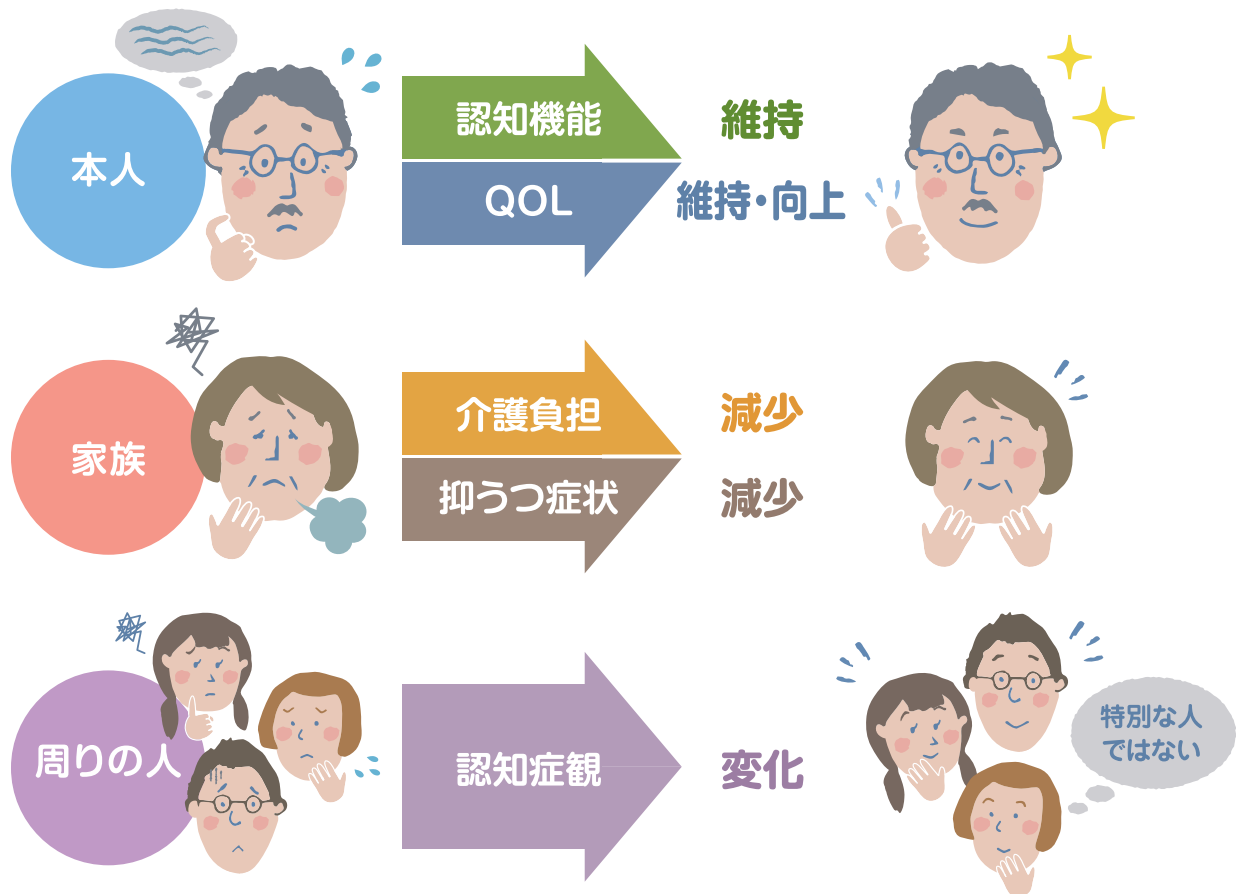 本人
認知機能
維持
QOL
維持・向上
家族
介護負担
減少
抑うつ症状
減少
周りの人
認知症観
変化
特別な人
ではない